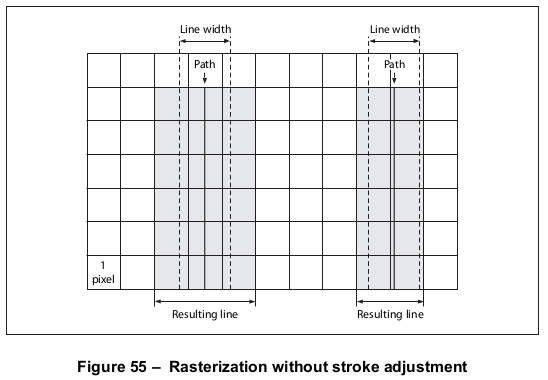 Line width
Line width
Path
Path
1
pixel
Resulting line
Resulting line
Figure 55 – Rasterization without stroke adjustment